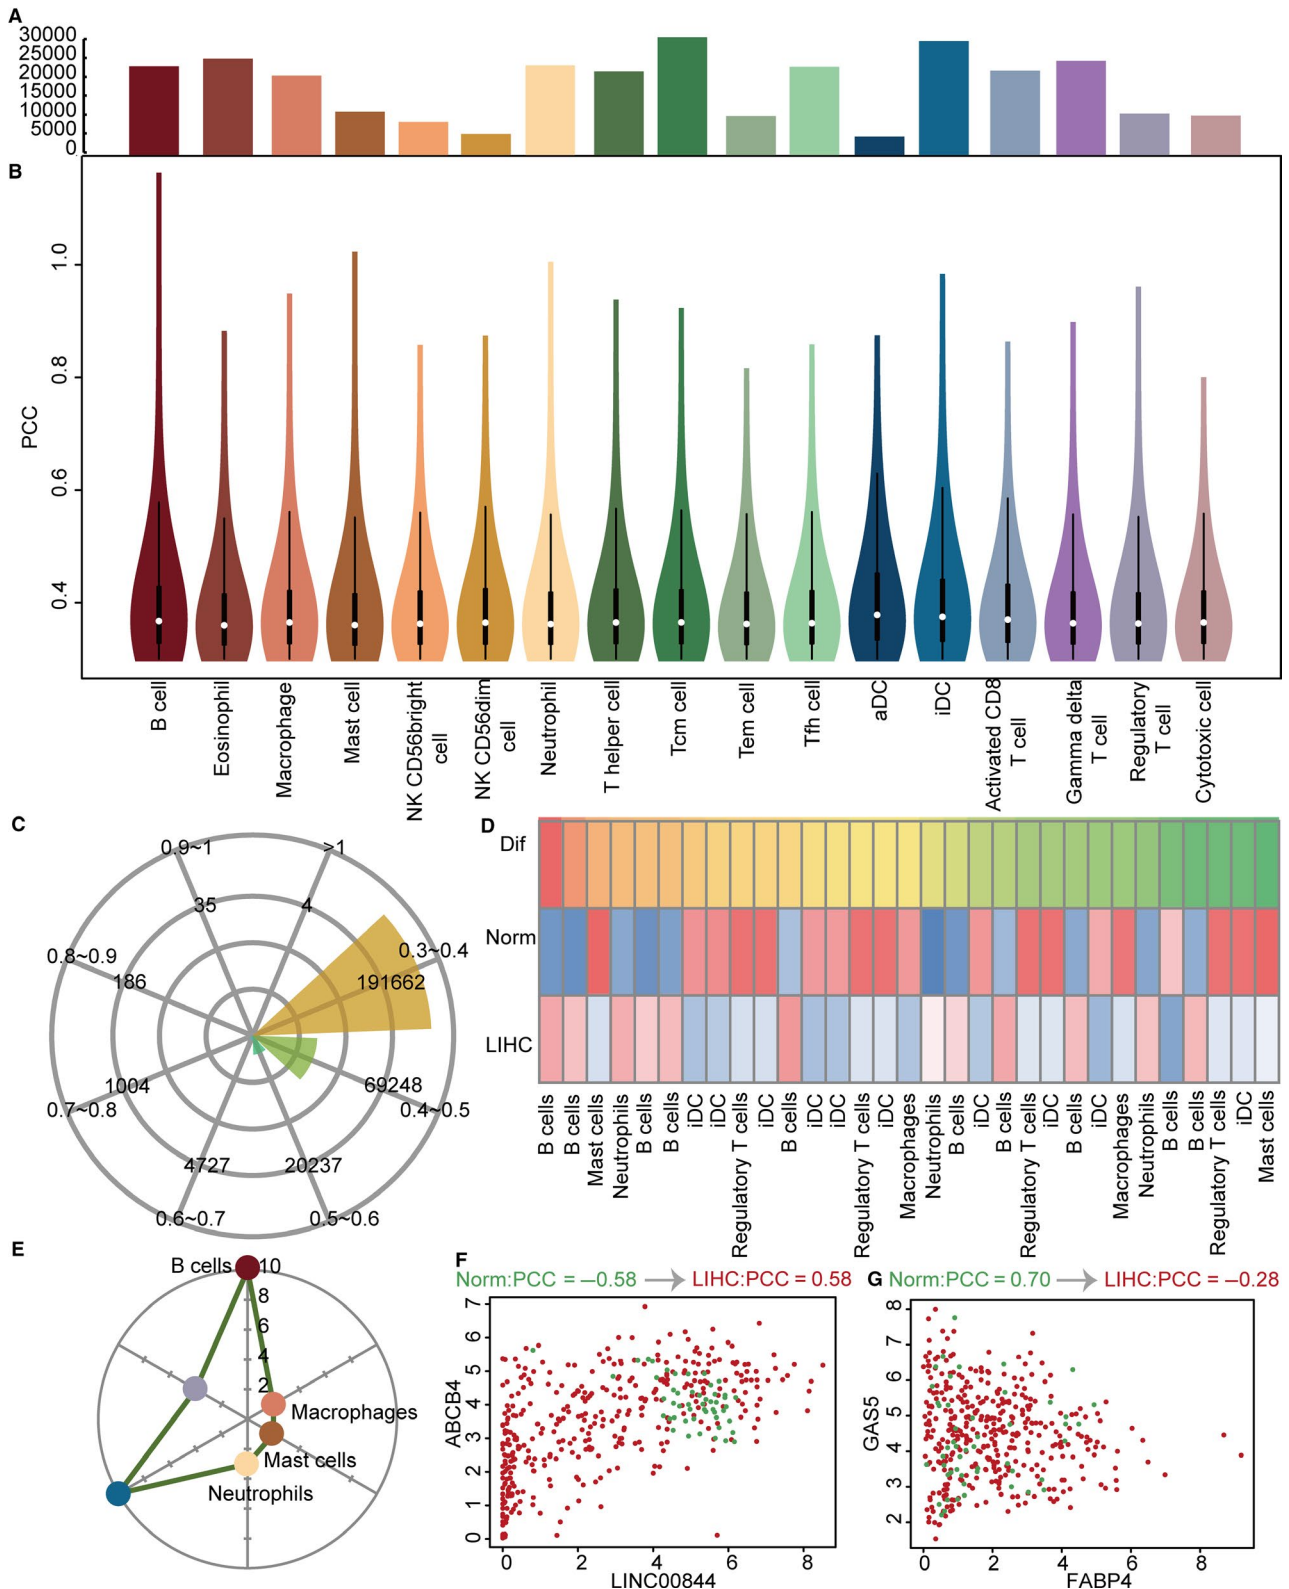 A
30000
25000
20000
15000
10000
5000
0
B
PCC
1.0
0.8
0.6
0.4
B cell
Eosinophil
Macrophage
Mast cell
NK CD56bright
cell
NK CD56dim
cell
Neutrophil
T helper cell
Tcm cell
Tem cell
Tfh cell
aDC
iDC
Activated CD8
T cell
Gamma delta
T cell
Regulatory
T cell
Cytotoxic cell
C
0.9~1
>1
35
4
0.8~0.9
0.3~0.4
186
191662
1004
69248
0.7~0.8
0.4~0.5
4727
20237
0.6~0.7
0.5~0.6
D
Dif
Norm
LIHC
B cells
B cells
Mast cells
Neutrophils
B cells
B cells
iDC
iDC
Regulatory T cells
iDC
B cells
iDC
iDC
Regulatory T cells
iDC
Macrophages
Neutrophils
B cells
iDC
B cells
Regulatory T cells
iDC
B cells
iDC
Macrophages
Neutrophils
B cells
B cells
Regulatory T cells
iDC
Mast cells
E
B cells
10
8
6
4
2
Macrophages
Mast cells
Neutrophils
F
Norm:PCC = –0.58
LIHC:PCC = 0.58
ABCB4
7
6
5
4
3
2
1
0
0 2 4 6 8
LINC00844
G
Norm:PCC = 0.70
LIHC:PCC = –0.28
GAS5
8
7
6
5
4
3
2
0 2 4 6 8
FABP4